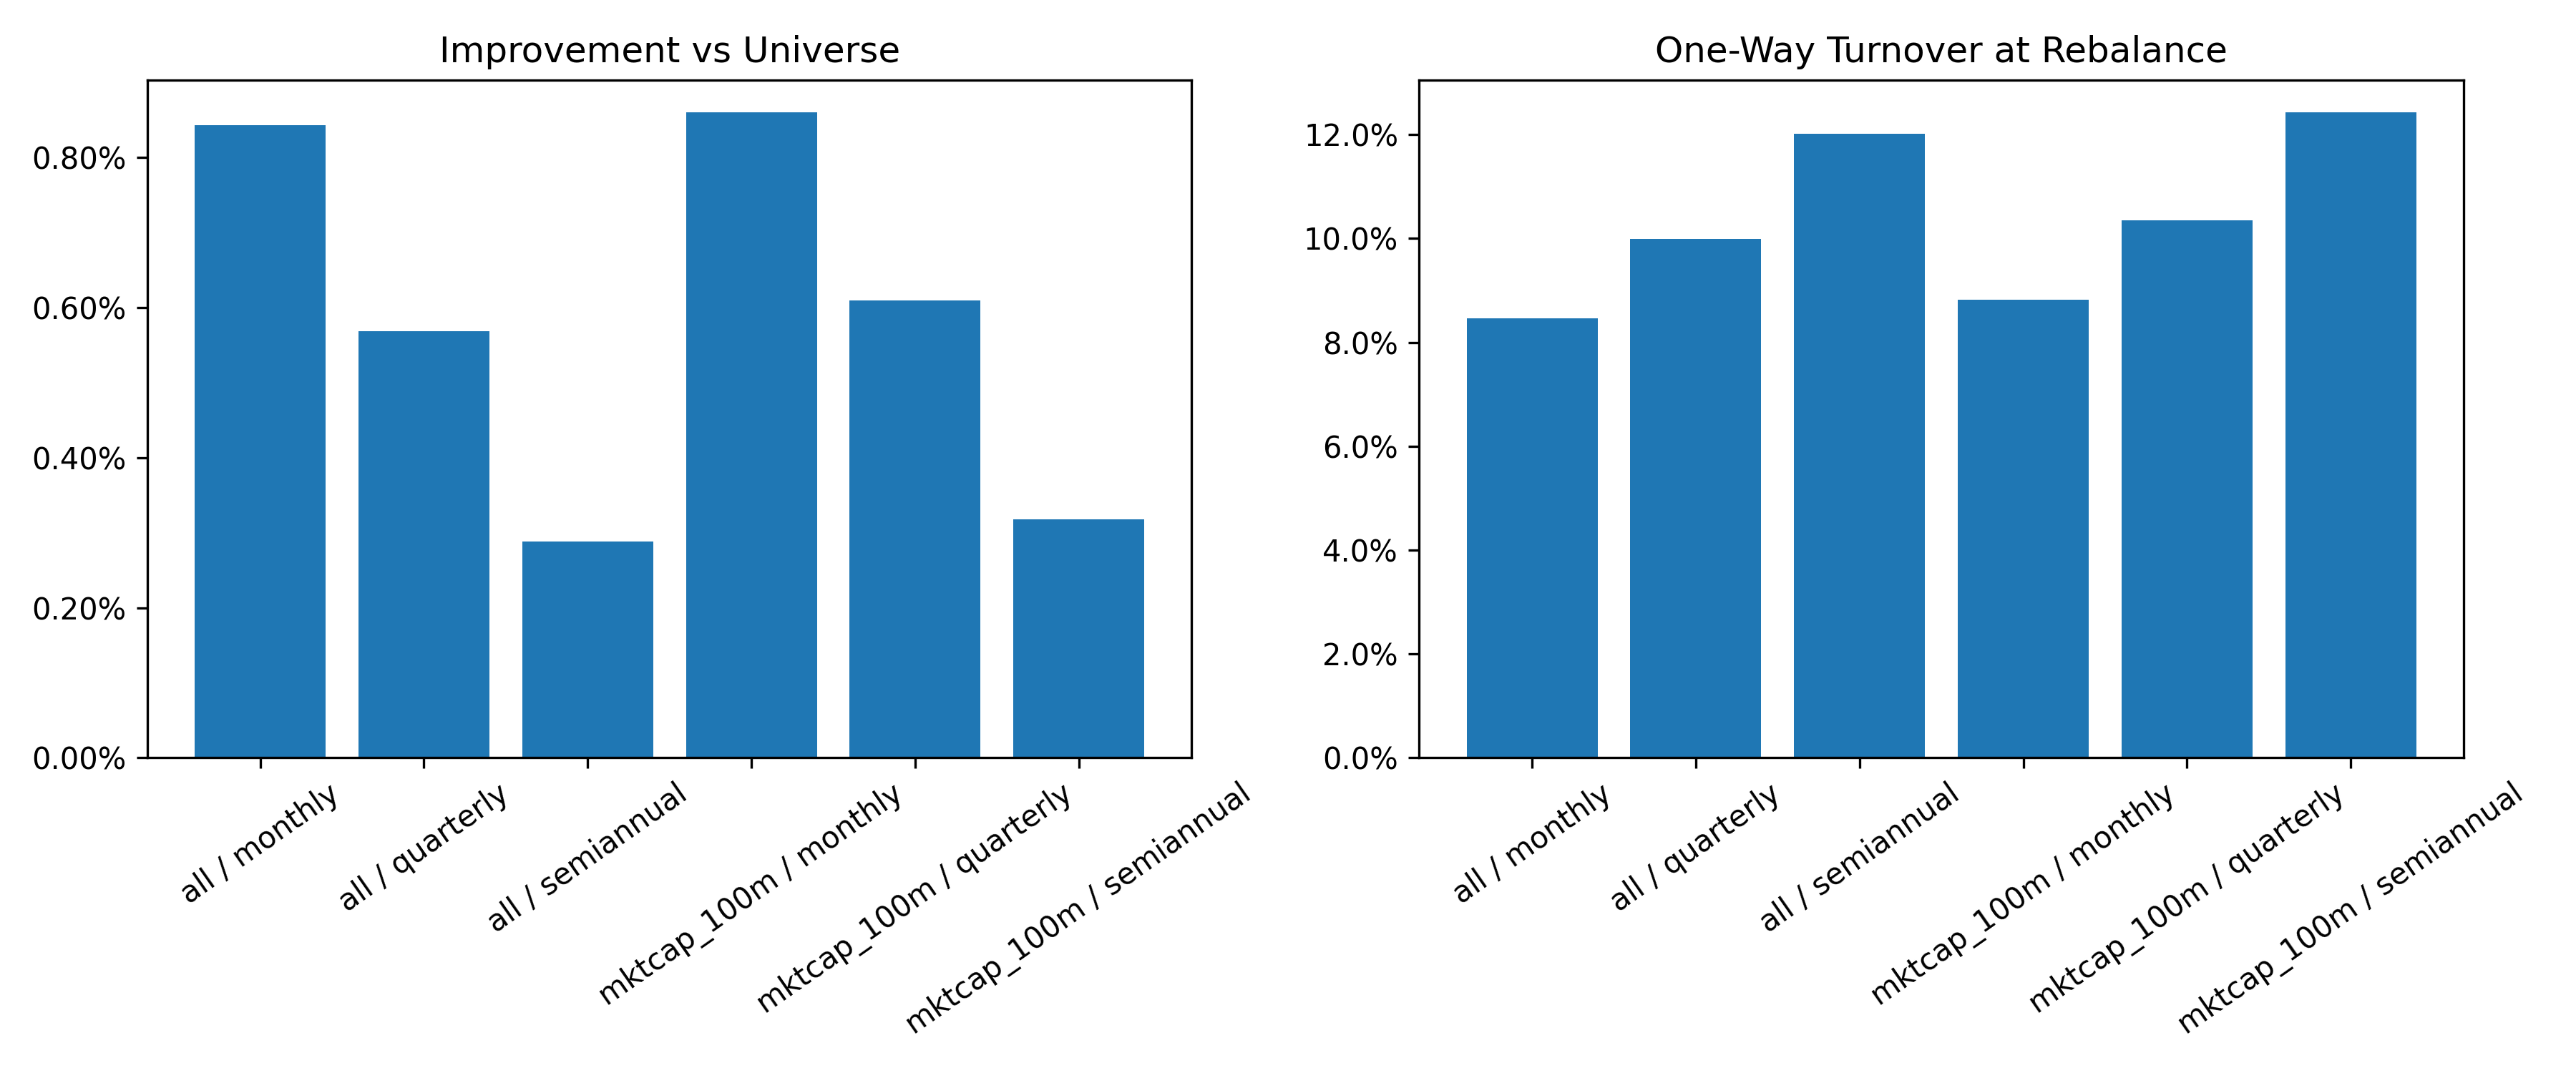 Improvement vs Universe
0.80%
0.60%
0.40%
0.20%
0.00%
all / monthly
all / quarterly
all / semiannual
mktcap_100m / monthly
mktcap_100m / quarterly
mktcap_100m / semiannual
One-Way Turnover at Rebalance
12.0%
10.0%
8.0%
6.0%
4.0%
2.0%
0.0%
all / monthly
all / quarterly
all / semiannual
mktcap_100m / monthly
mktcap_100m / quarterly
mktcap_100m / semiannual